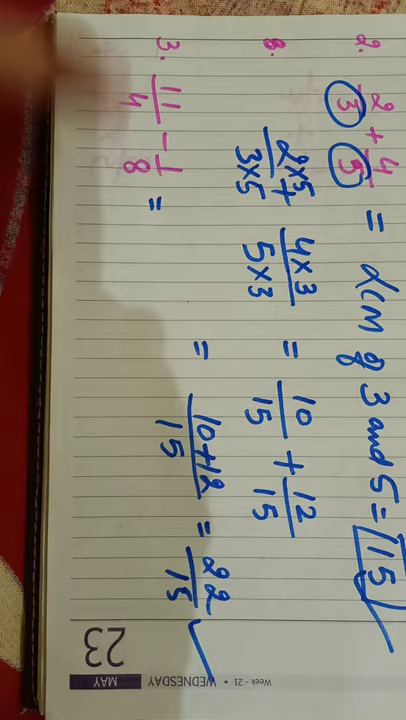 2. 2/3 + 4/5 = LCM of 3 and 5 = 15
8. 2×5/3×5 + 4×3/5×3 = 10/15 + 12/15
= 10+12/15 = 22/15
3. 11/4 - 1/8 =
Week - 21 • WEDNESDAY MAY
23